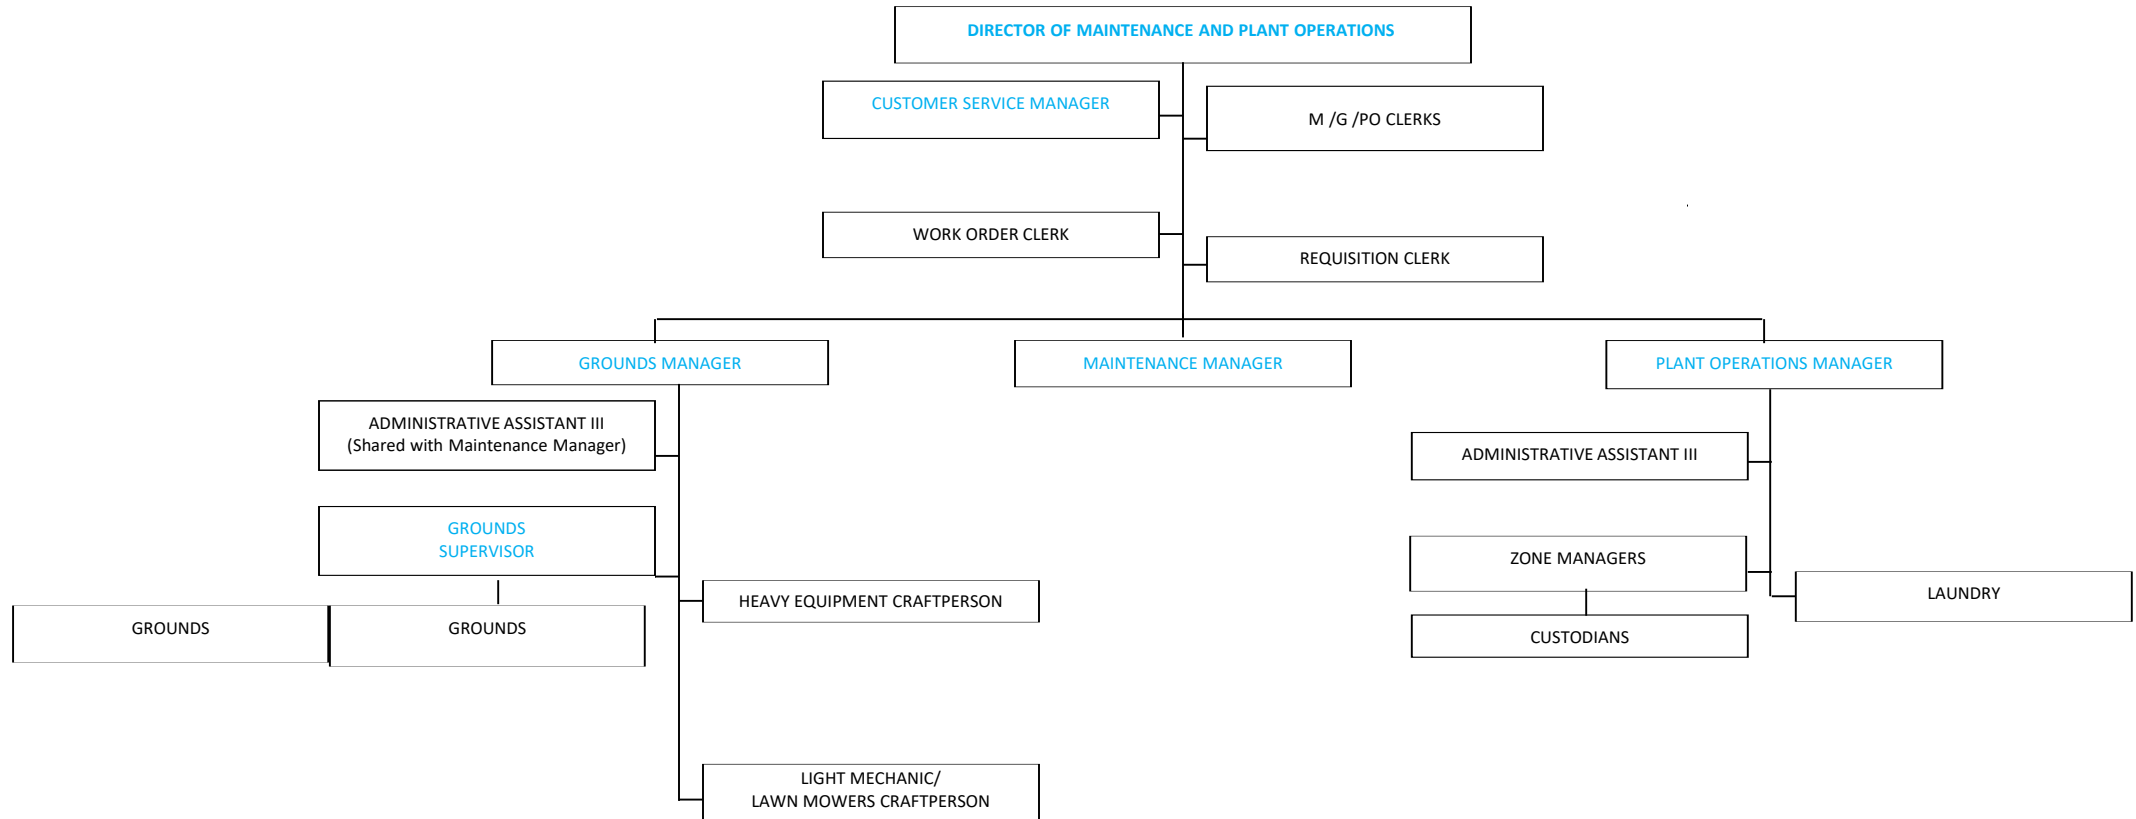 DIRECTOR OF MAINTENANCE AND PLANT OPERATIONS
CUSTOMER SERVICE MANAGER
M /G /PO CLERKS
WORK ORDER CLERK
REQUISITION CLERK
GROUNDS MANAGER
MAINTENANCE MANAGER
PLANT OPERATIONS MANAGER
ADMINISTRATIVE ASSISTANT III
(Shared with Maintenance Manager)
ADMINISTRATIVE ASSISTANT III
GROUNDS
SUPERVISOR
ZONE MANAGERS
HEAVY EQUIPMENT CRAFTPERSON
LAUNDRY
GROUNDS
GROUNDS
CUSTODIANS
LIGHT MECHANIC/
LAWN MOWERS CRAFTPERSON